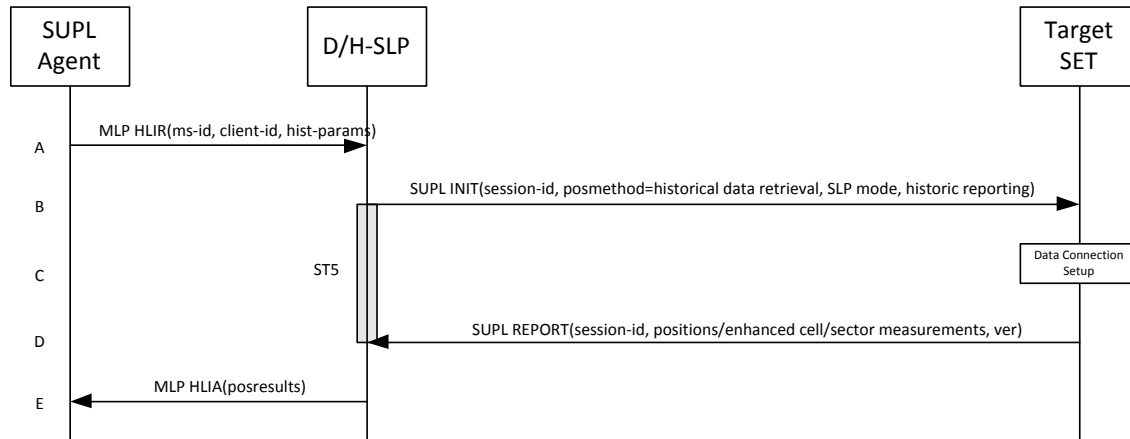 SUPL
Agent
D/H-SLP
Target
SET
A
MLP HLIR(ms-id, client-id, hist-params)
B
SUPL INIT(session-id, posmethod=historical data retrieval, SLP mode, historic reporting)
C
ST5
Data Connection
Setup
D
SUPL REPORT(session-id, positions/enhanced cell/sector measurements, ver)
E
MLP HLIA(posresults)